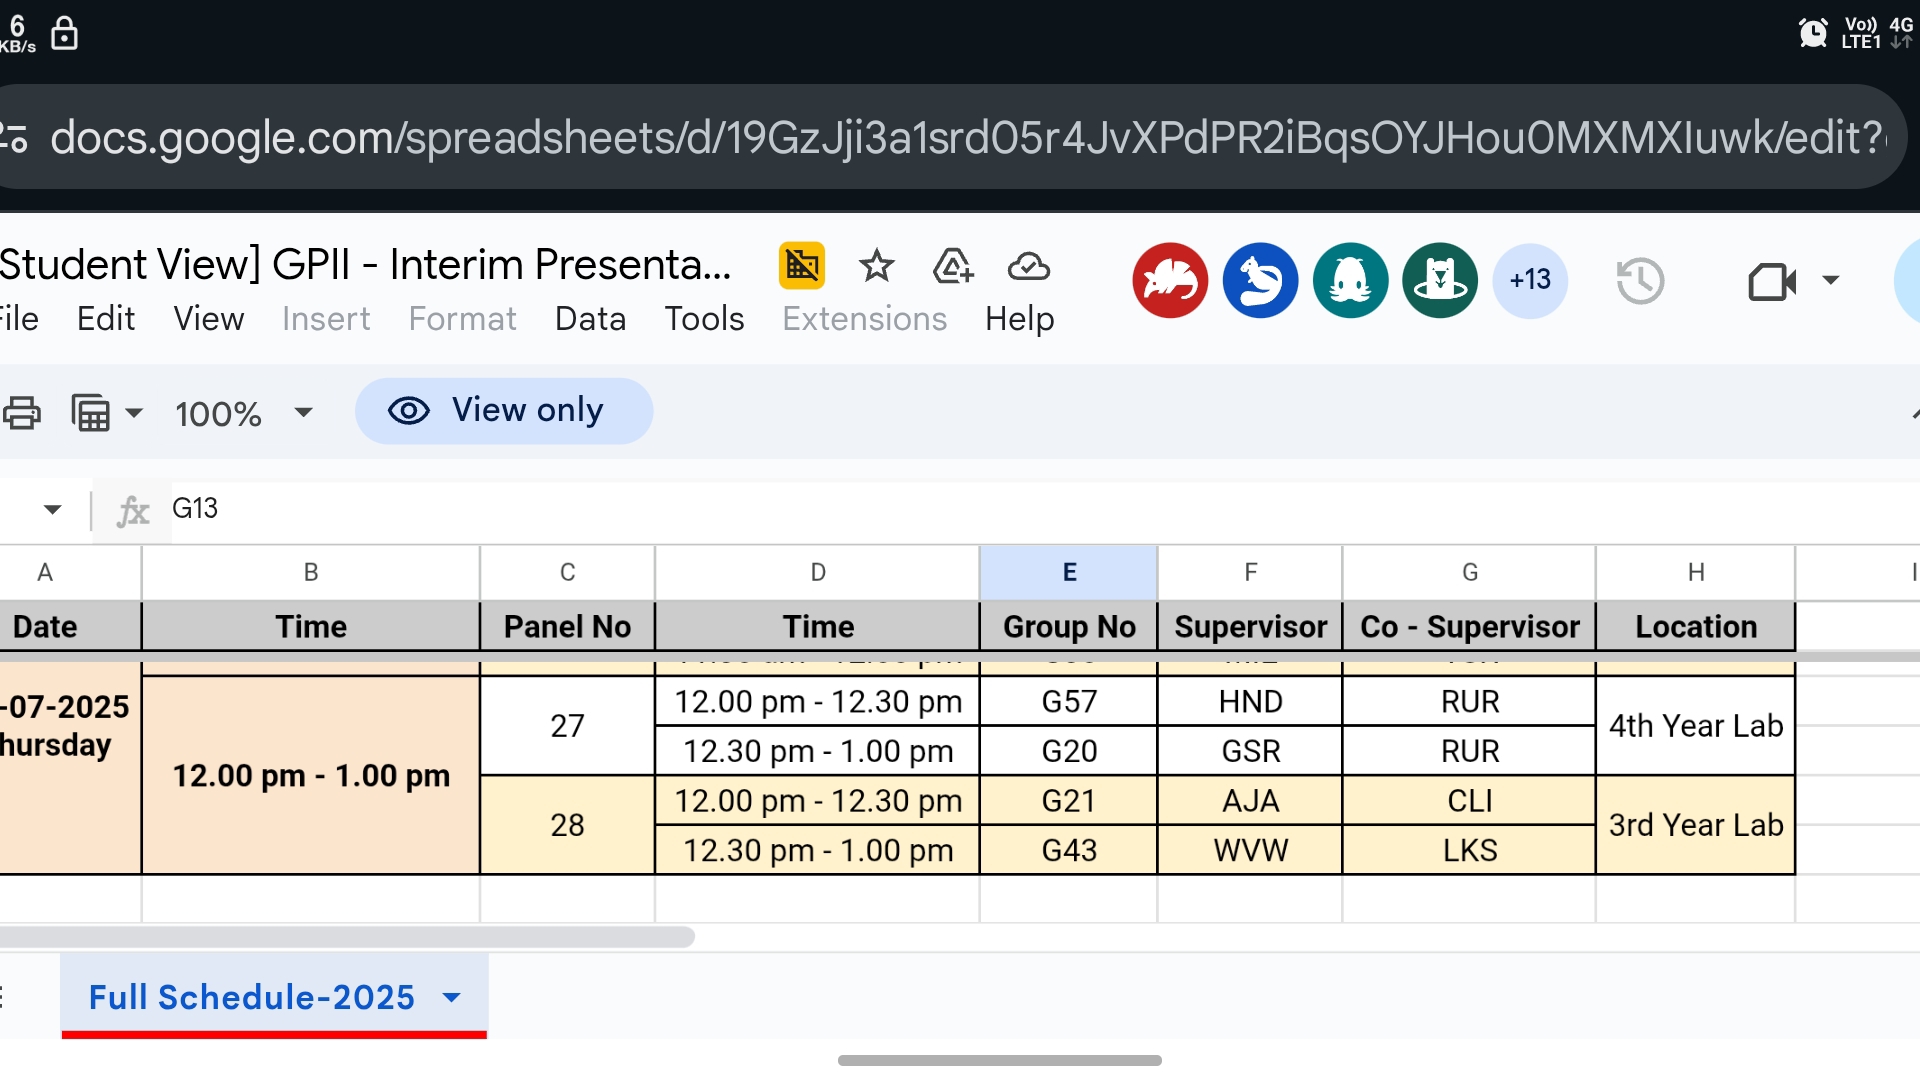 6
KB/s
Vo)) 4G
LTE1
docs.google.com/spreadsheets/d/19GzJji3a1srd05r4JvXPdPR2iBqsOYJHou0MXMXIuwk/edit?
Student View] GPII - Interim Presenta...
+13
File Edit View Insert Format Data Tools Extensions Help
100% View only
fx G13
A B C D E F G H I
Date Time Panel No Time Group No Supervisor Co - Supervisor Location
-07-2025
hursday
12.00 pm - 1.00 pm
27 12.00 pm - 12.30 pm G57 HND RUR 4th Year Lab
12.30 pm - 1.00 pm G20 GSR RUR
28 12.00 pm - 12.30 pm G21 AJA CLI 3rd Year Lab
12.30 pm - 1.00 pm G43 WVW LKS
Full Schedule-2025